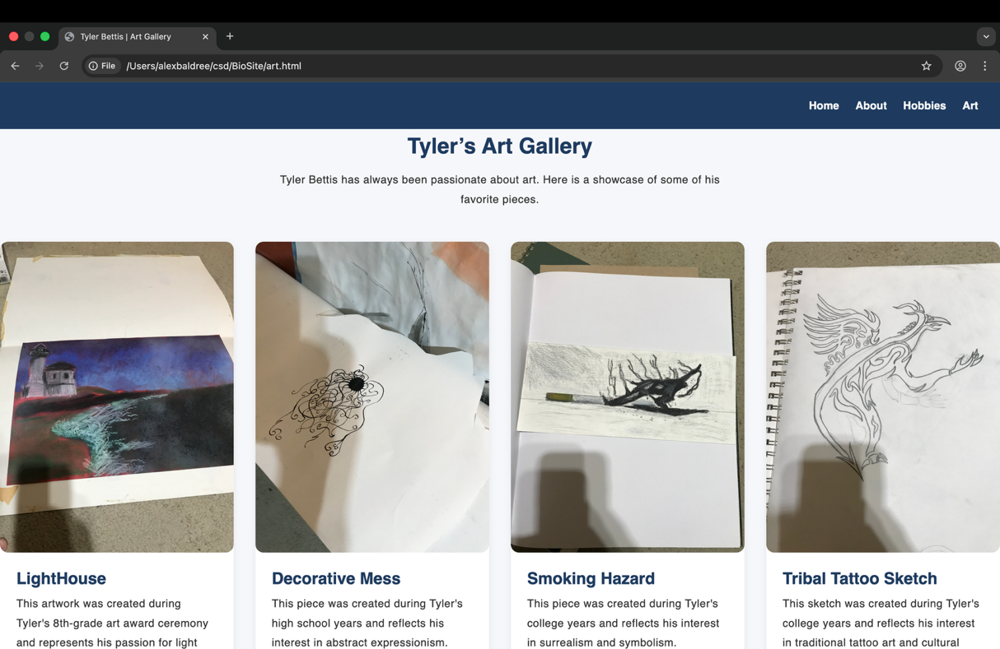 Tyler Bettis | Art Gallery
File /Users/alexbaldree/csd/BioSite/art.html
Home About Hobbies Art
Tyler’s Art Gallery
Tyler Bettis has always been passionate about art. Here is a showcase of some of his
favorite pieces.
LightHouse
This artwork was created during
Tyler's 8th-grade art award ceremony
and represents his passion for light
Decorative Mess
This piece was created during Tyler's
high school years and reflects his
interest in abstract expressionism.
Smoking Hazard
This piece was created during Tyler's
college years and reflects his interest
in surrealism and symbolism.
Tribal Tattoo Sketch
This sketch was created during Tyler's
college years and reflects his interest
in traditional tattoo art and cultural